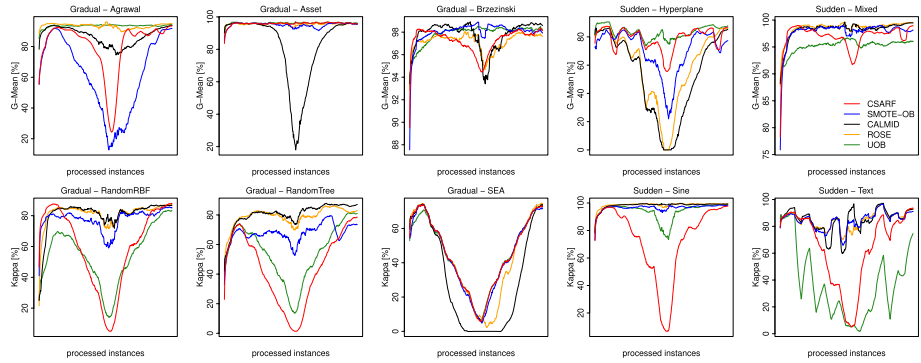 Gradual − Agrawal
G−Mean [%]
20
40
60
80
processed instances
Gradual − Asset
G−Mean [%]
20
40
60
80
100
processed instances
Gradual − Brzezinski
G−Mean [%]
88
90
92
94
96
98
processed instances
Sudden − Hyperplane
G−Mean [%]
0
20
40
60
80
processed instances
Sudden − Mixed
G−Mean [%]
75
80
85
90
95
100
CSARF
SMOTE−OB
CALMID
ROSE
UOB
processed instances
Gradual − RandomRBF
Kappa [%]
20
40
60
80
processed instances
Gradual − RandomTree
Kappa [%]
0
20
40
60
80
processed instances
Gradual − SEA
Kappa [%]
0
20
40
60
processed instances
Sudden − Sine
Kappa [%]
20
40
60
80
100
processed instances
Sudden − Text
Kappa [%]
0
20
40
60
80
100
processed instances